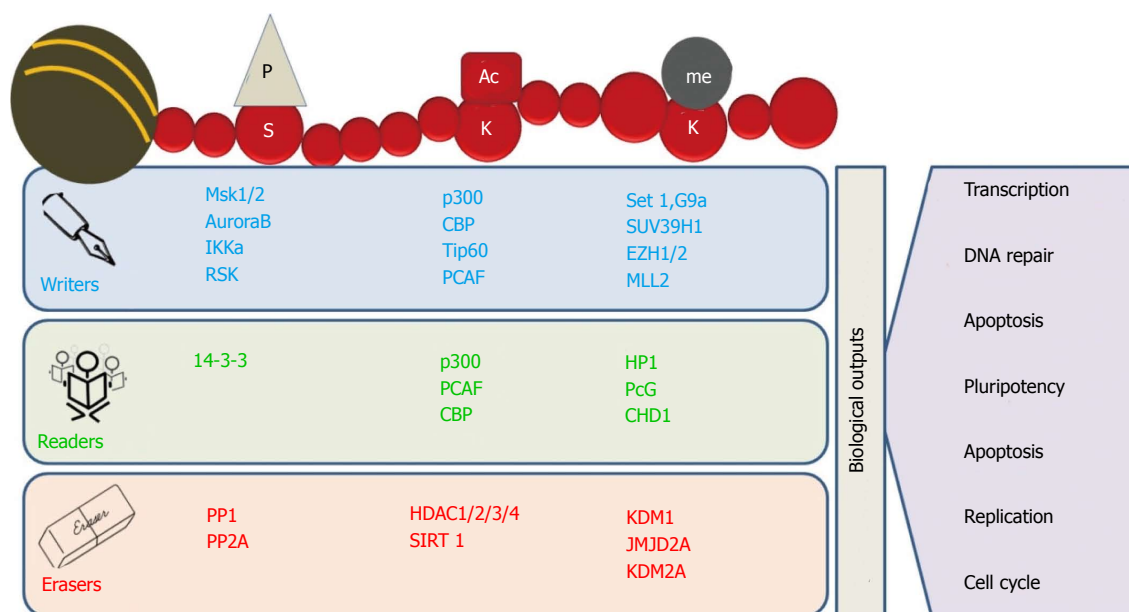 P
Ac
me
S
K
K
Writers
Msk1/2
AuroraB
IKKa
RSK
p300
CBP
Tip60
PCAF
Set 1,G9a
SUV39H1
EZH1/2
MLL2
Readers
14-3-3
p300
PCAF
CBP
HP1
PcG
CHD1
Eraser
Erasers
PP1
PP2A
HDAC1/2/3/4
SIRT 1
KDM1
JMJD2A
KDM2A
Biological outputs
Transcription
DNA repair
Apoptosis
Pluripotency
Apoptosis
Replication
Cell cycle